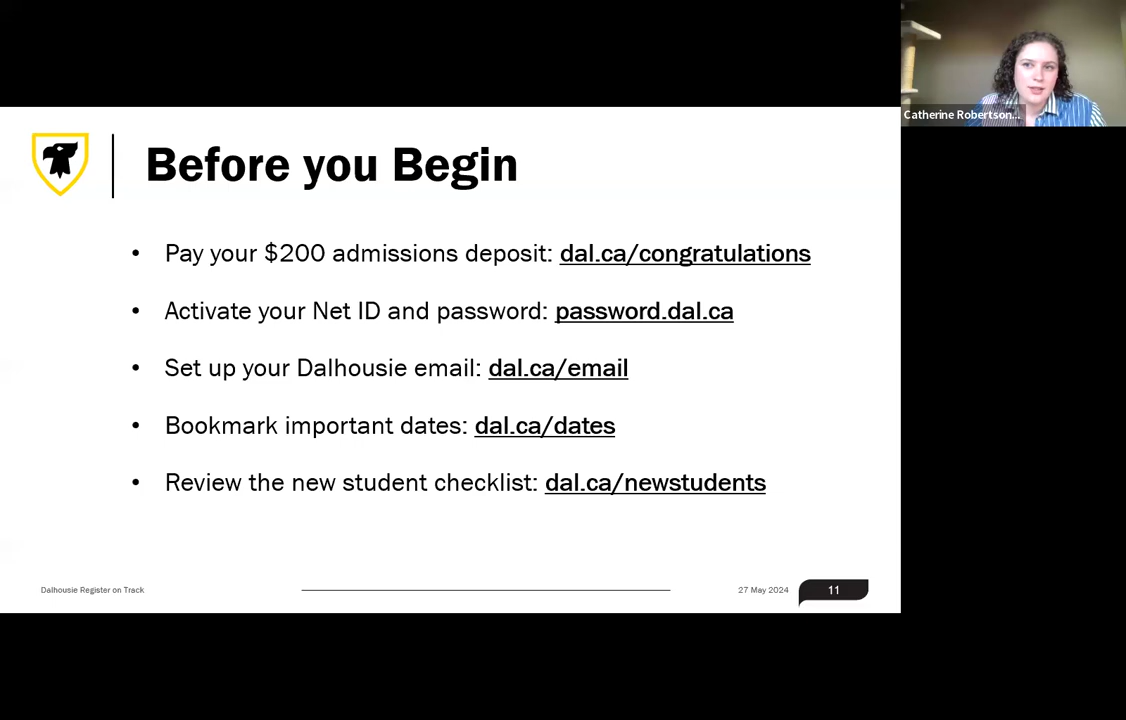 Catherine Robertson...
Before you Begin
• Pay your $200 admissions deposit: dal.ca/congratulations
• Activate your Net ID and password: password.dal.ca
• Set up your Dalhousie email: dal.ca/email
• Bookmark important dates: dal.ca/dates
• Review the new student checklist: dal.ca/newstudents
Dalhousie Register on Track
27 May 2024
11